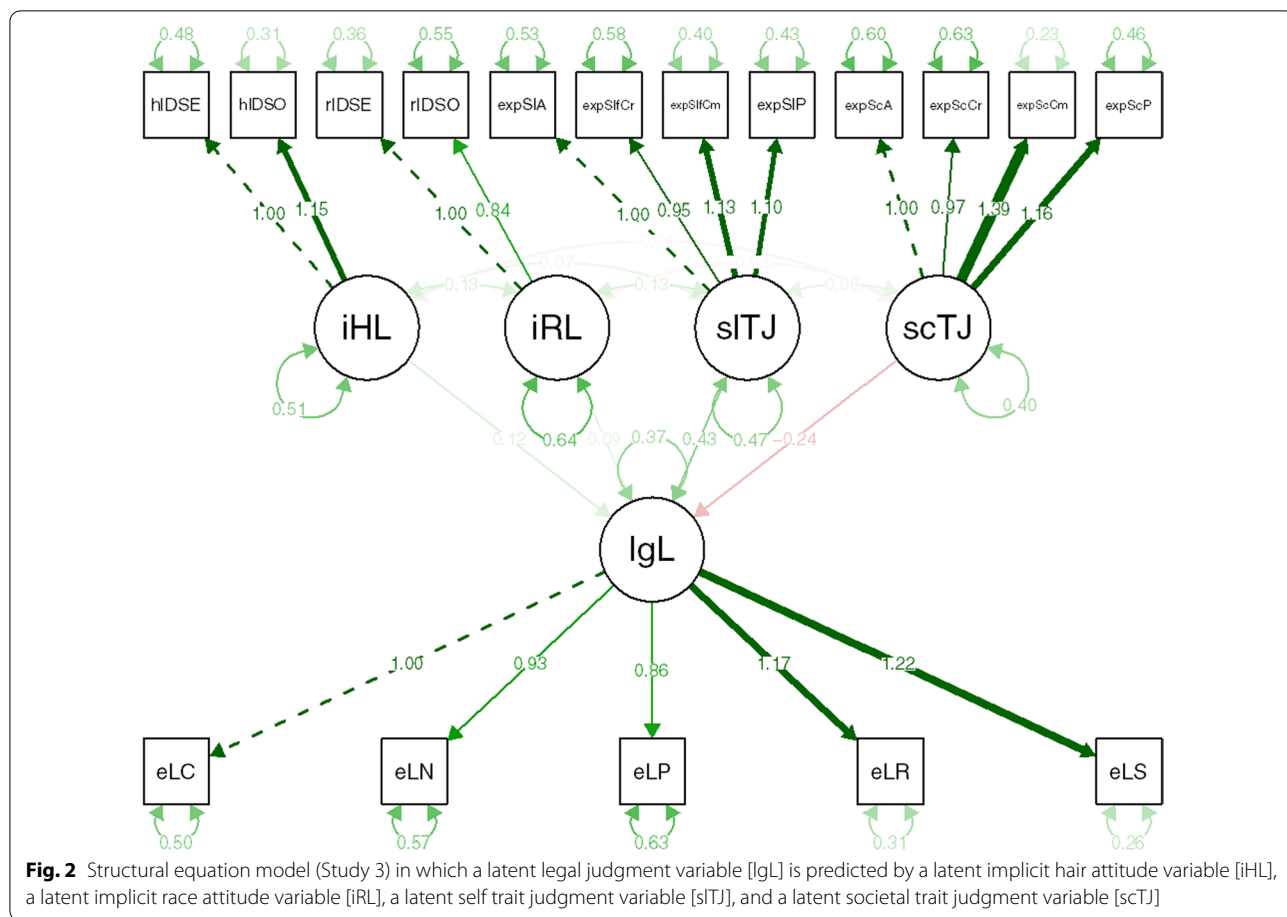 0.48 0.31 0.36 0.55 0.53 0.58 0.40 0.43 0.60 0.63 0.23 0.46
hIDSE hIDSO rIDSE rIDSO expSlA expSlfCr expSlfCm expSlP expScA expScCr expScCm expScP
1.00 1.15 1.00 0.84 1.00 0.95 1.13 1.10 1.00 0.97 1.39 1.16
0.07
0.13 0.13 0.08
iHL iRL slTJ scTJ
0.51 0.40
0.12 0.64 0.09 0.37 0.43 0.47 −0.24
lgL
1.00 0.93 0.86 1.17 1.22
eLC eLN eLP eLR eLS
0.50 0.57 0.63 0.31 0.26
Fig. 2 Structural equation model (Study 3) in which a latent legal judgment variable [lgL] is predicted by a latent implicit hair attitude variable [iHL],
a latent implicit race attitude variable [iRL], a latent self trait judgment variable [slTJ], and a latent societal trait judgment variable [scTJ]